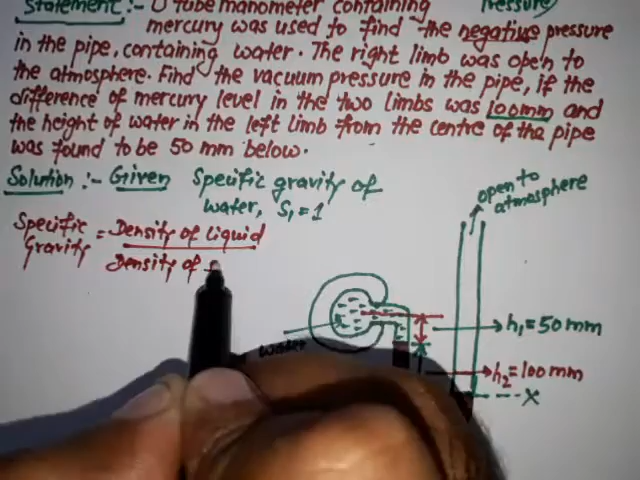 Statement :- U tube manometer containing Pressure)
mercury was used to find the negative pressure
in the pipe, containing water. The right limb was open to
the atmosphere. Find the vacuum pressure in the pipe, if the
difference of mercury level in the two limbs was 100mm and
the height of water in the left limb from the centre of the pipe
was found to be 50 mm below.
Solution :- Given Specific gravity of
water, S₁ = 1
open to
atmosphere
Specific
Gravity = Density of liquid
Density of
h₁ = 50 mm
water
h₂ = 100 mm
X